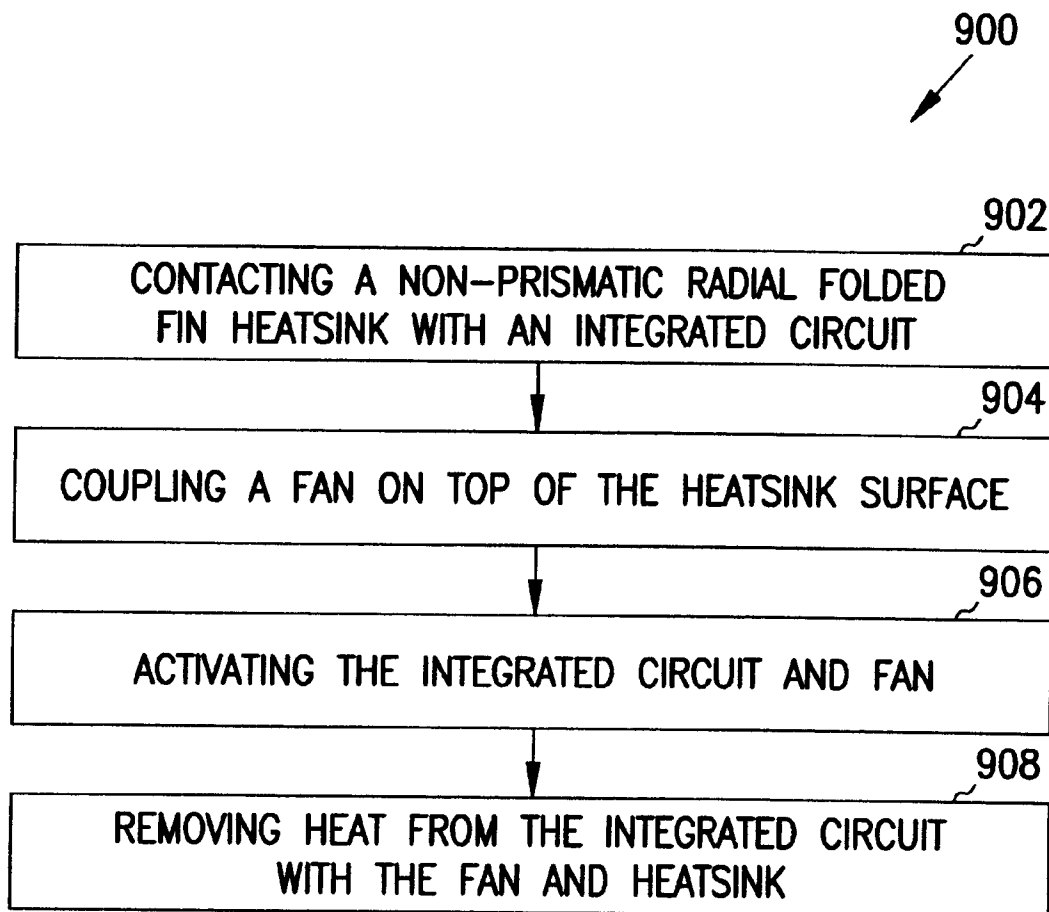 900
902
CONTACTING A NON-PRISMATIC RADIAL FOLDED
FIN HEATSINK WITH AN INTEGRATED CIRCUIT
904
COUPLING A FAN ON TOP OF THE HEATSINK SURFACE
906
ACTIVATING THE INTEGRATED CIRCUIT AND FAN
908
REMOVING HEAT FROM THE INTEGRATED CIRCUIT
WITH THE FAN AND HEATSINK